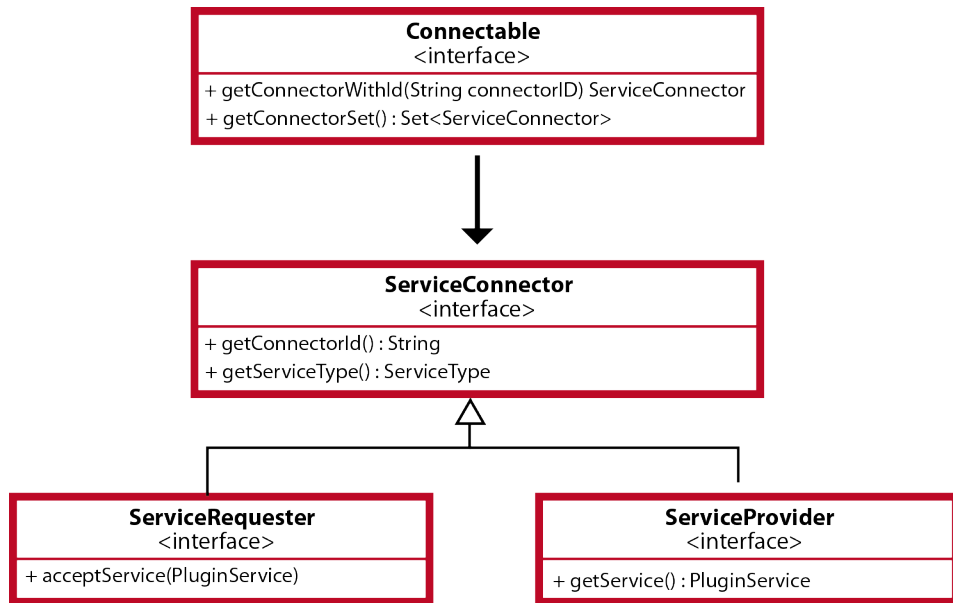 Connectable
<interface>
+ getConnectorWithId(String connectorID) ServiceConnector
+ getConnectorSet() : Set<ServiceConnector>
ServiceConnector
<interface>
+ getConnectorId() : String
+ getServiceType() : ServiceType
ServiceRequester
<interface>
+ acceptService(PluginService)
ServiceProvider
<interface>
+ getService() : PluginService